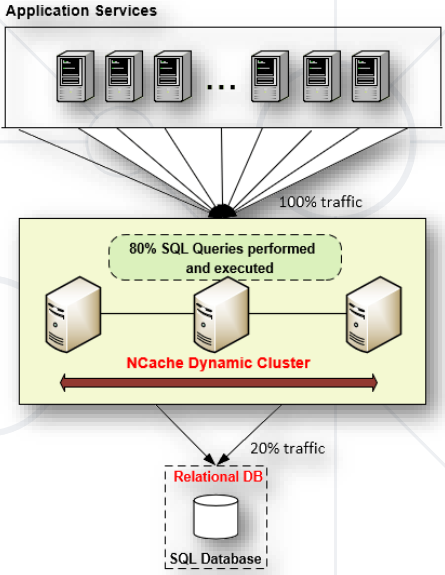 Application Services
...
100% traffic
80% SQL Queries performed
and executed
NCache Dynamic Cluster
20% traffic
Relational DB
SQL Database